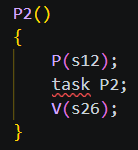 P2()
{
    P(s12);
    task P2;
    V(s26);
}